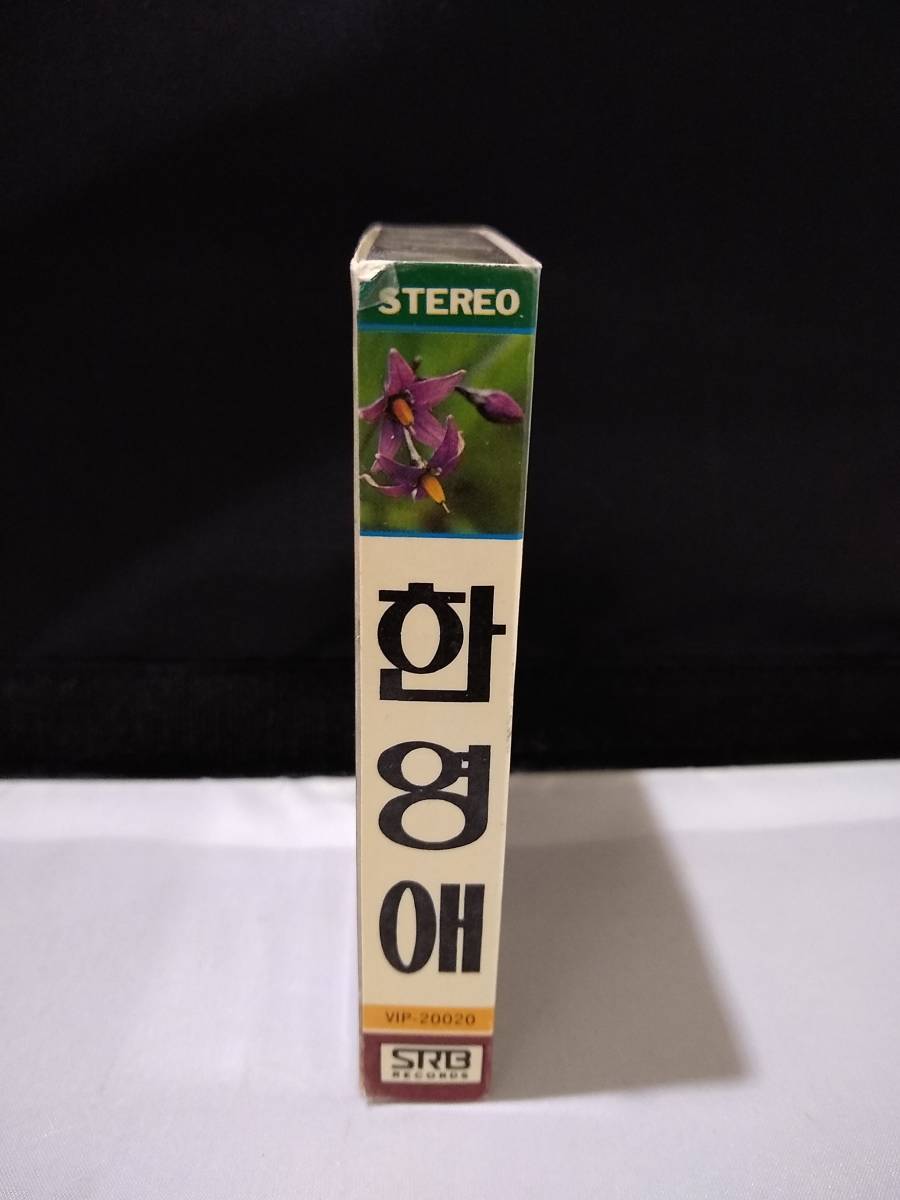 STEREO
한영애
VIP-20020
SRB
RECORDS